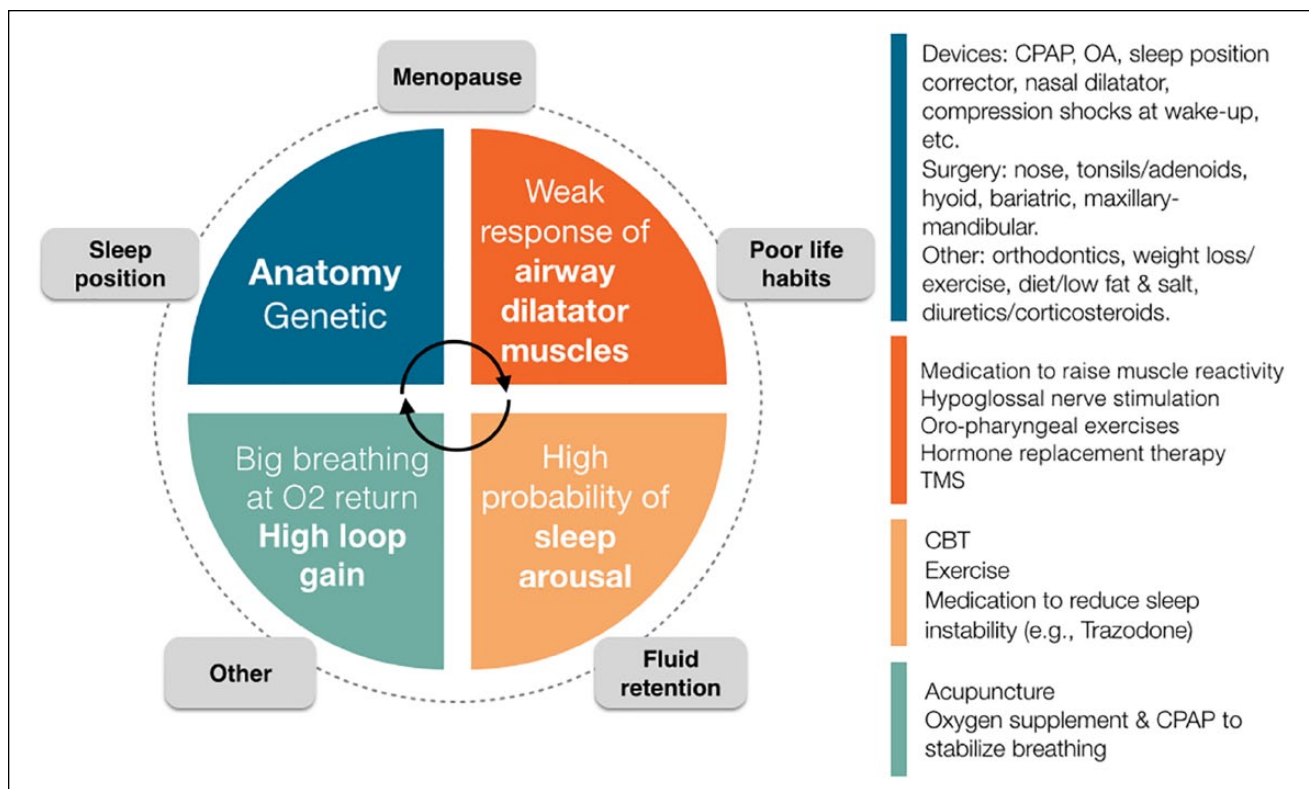 Menopause
Sleep
position
Poor life
habits
Anatomy
Genetic
Weak
response of
airway
dilatator
muscles
Big breathing
at O2 return
High loop
gain
High
probability of
sleep
arousal
Other
Fluid
retention
Devices: CPAP, OA, sleep position
corrector, nasal dilatator,
compression shocks at wake-up,
etc.
Surgery: nose, tonsils/adenoids,
hyoid, bariatric, maxillary-
mandibular.
Other: orthodontics, weight loss/
exercise, diet/low fat & salt,
diuretics/corticosteroids.
Medication to raise muscle reactivity
Hypoglossal nerve stimulation
Oro-pharyngeal exercises
Hormone replacement therapy
TMS
CBT
Exercise
Medication to reduce sleep
instability (e.g., Trazodone)
Acupuncture
Oxygen supplement & CPAP to
stabilize breathing